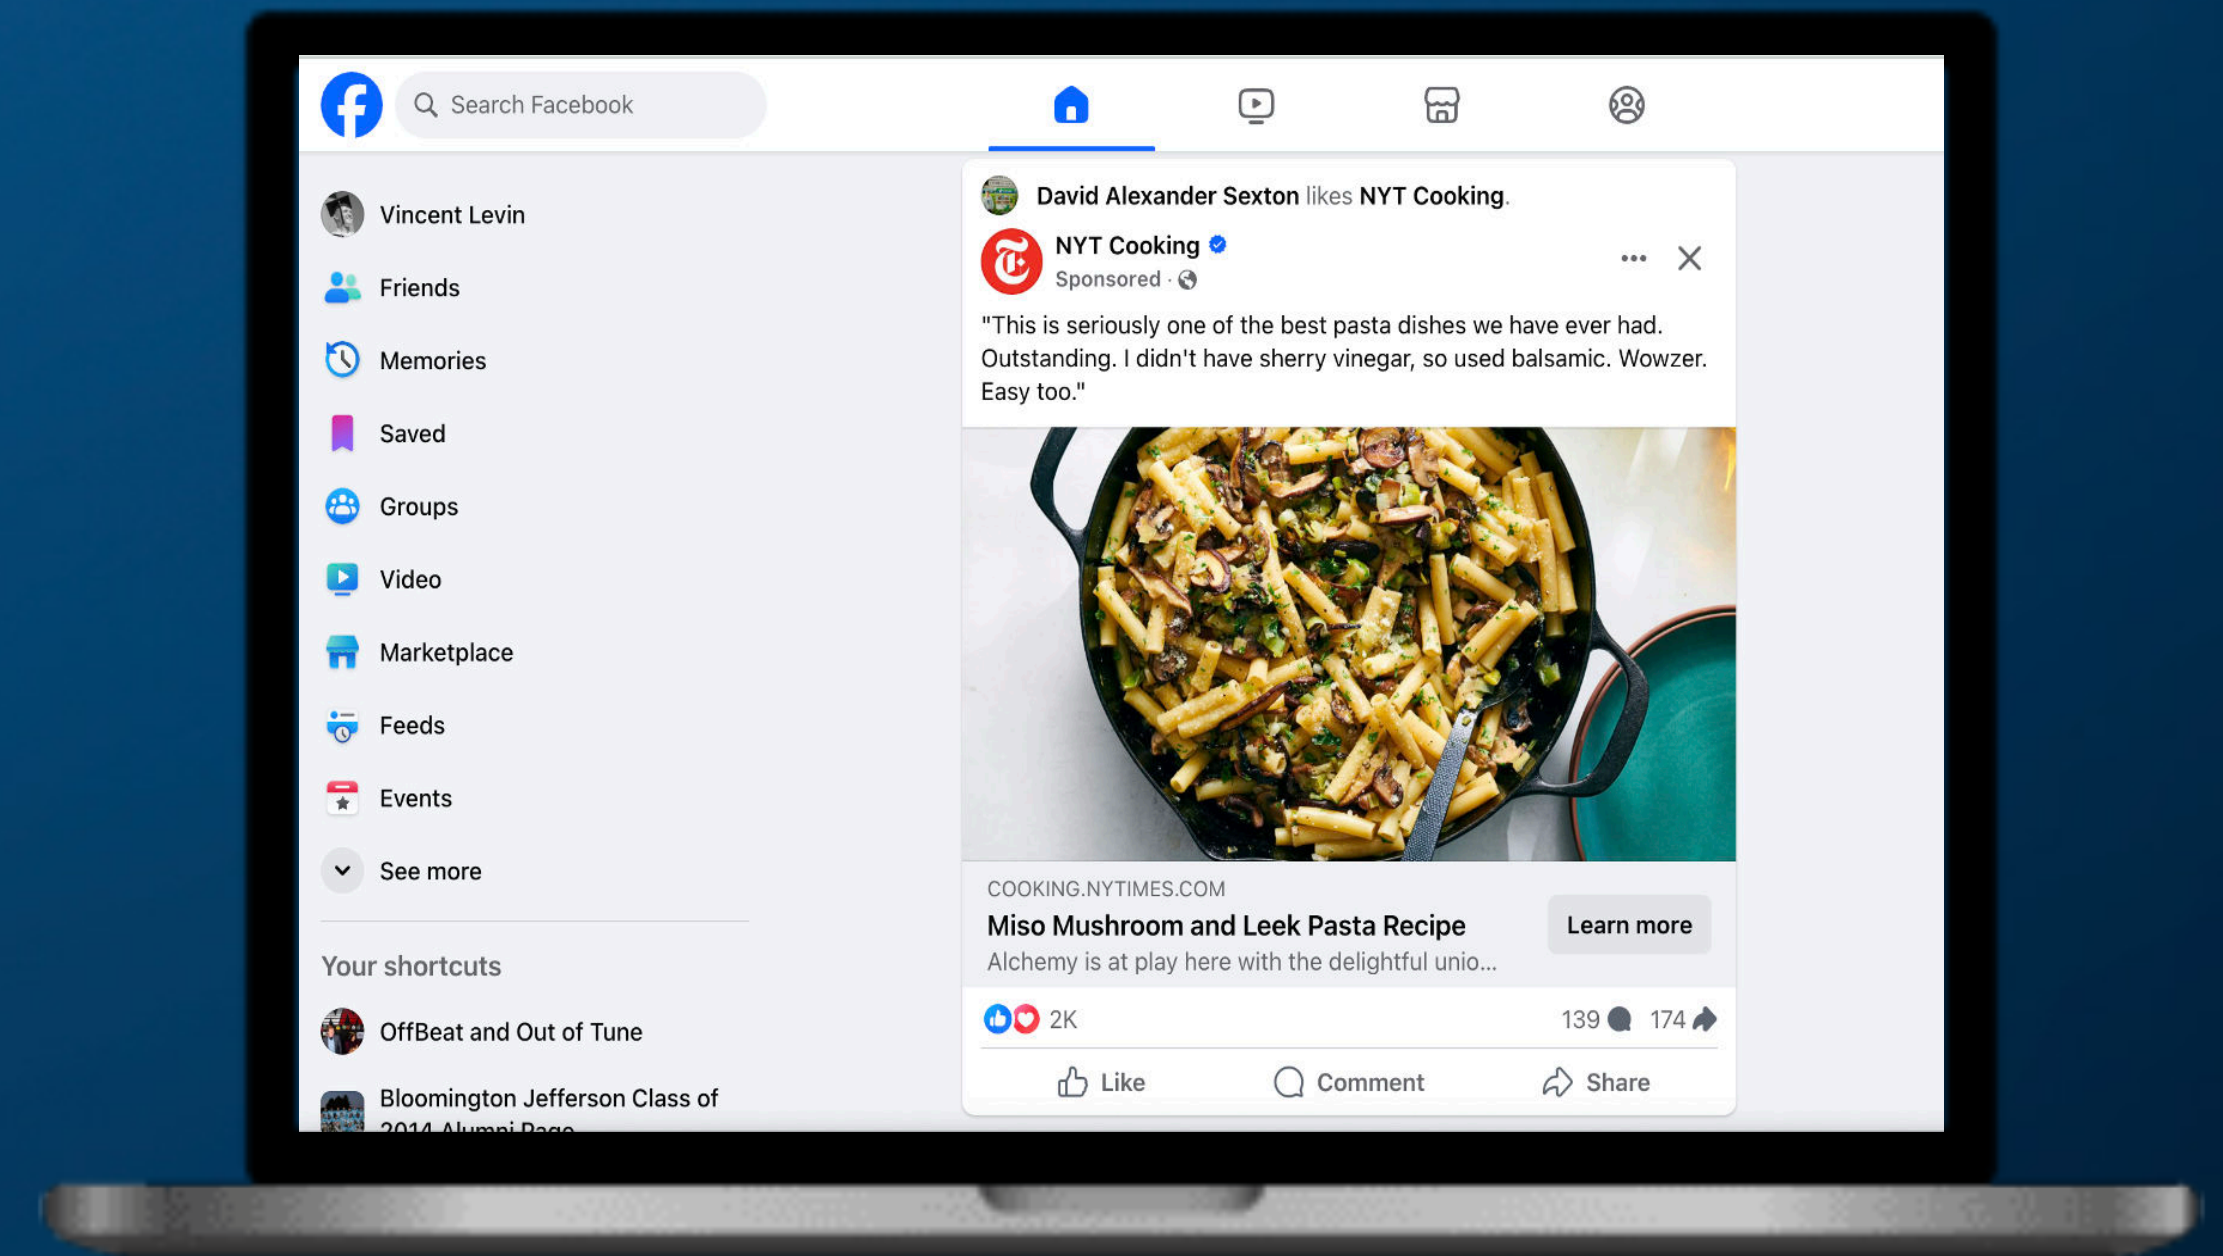 Search Facebook
Vincent Levin
Friends
Memories
Saved
Groups
Video
Marketplace
Feeds
Events
See more
Your shortcuts
OffBeat and Out of Tune
Bloomington Jefferson Class of
2014 Alumni Page
David Alexander Sexton likes NYT Cooking.
NYT Cooking
Sponsored ·
"This is seriously one of the best pasta dishes we have ever had.
Outstanding. I didn't have sherry vinegar, so used balsamic. Wowzer.
Easy too."
COOKING.NYTIMES.COM
Miso Mushroom and Leek Pasta Recipe
Alchemy is at play here with the delightful unio...
Learn more
2K
139 174
Like Comment Share